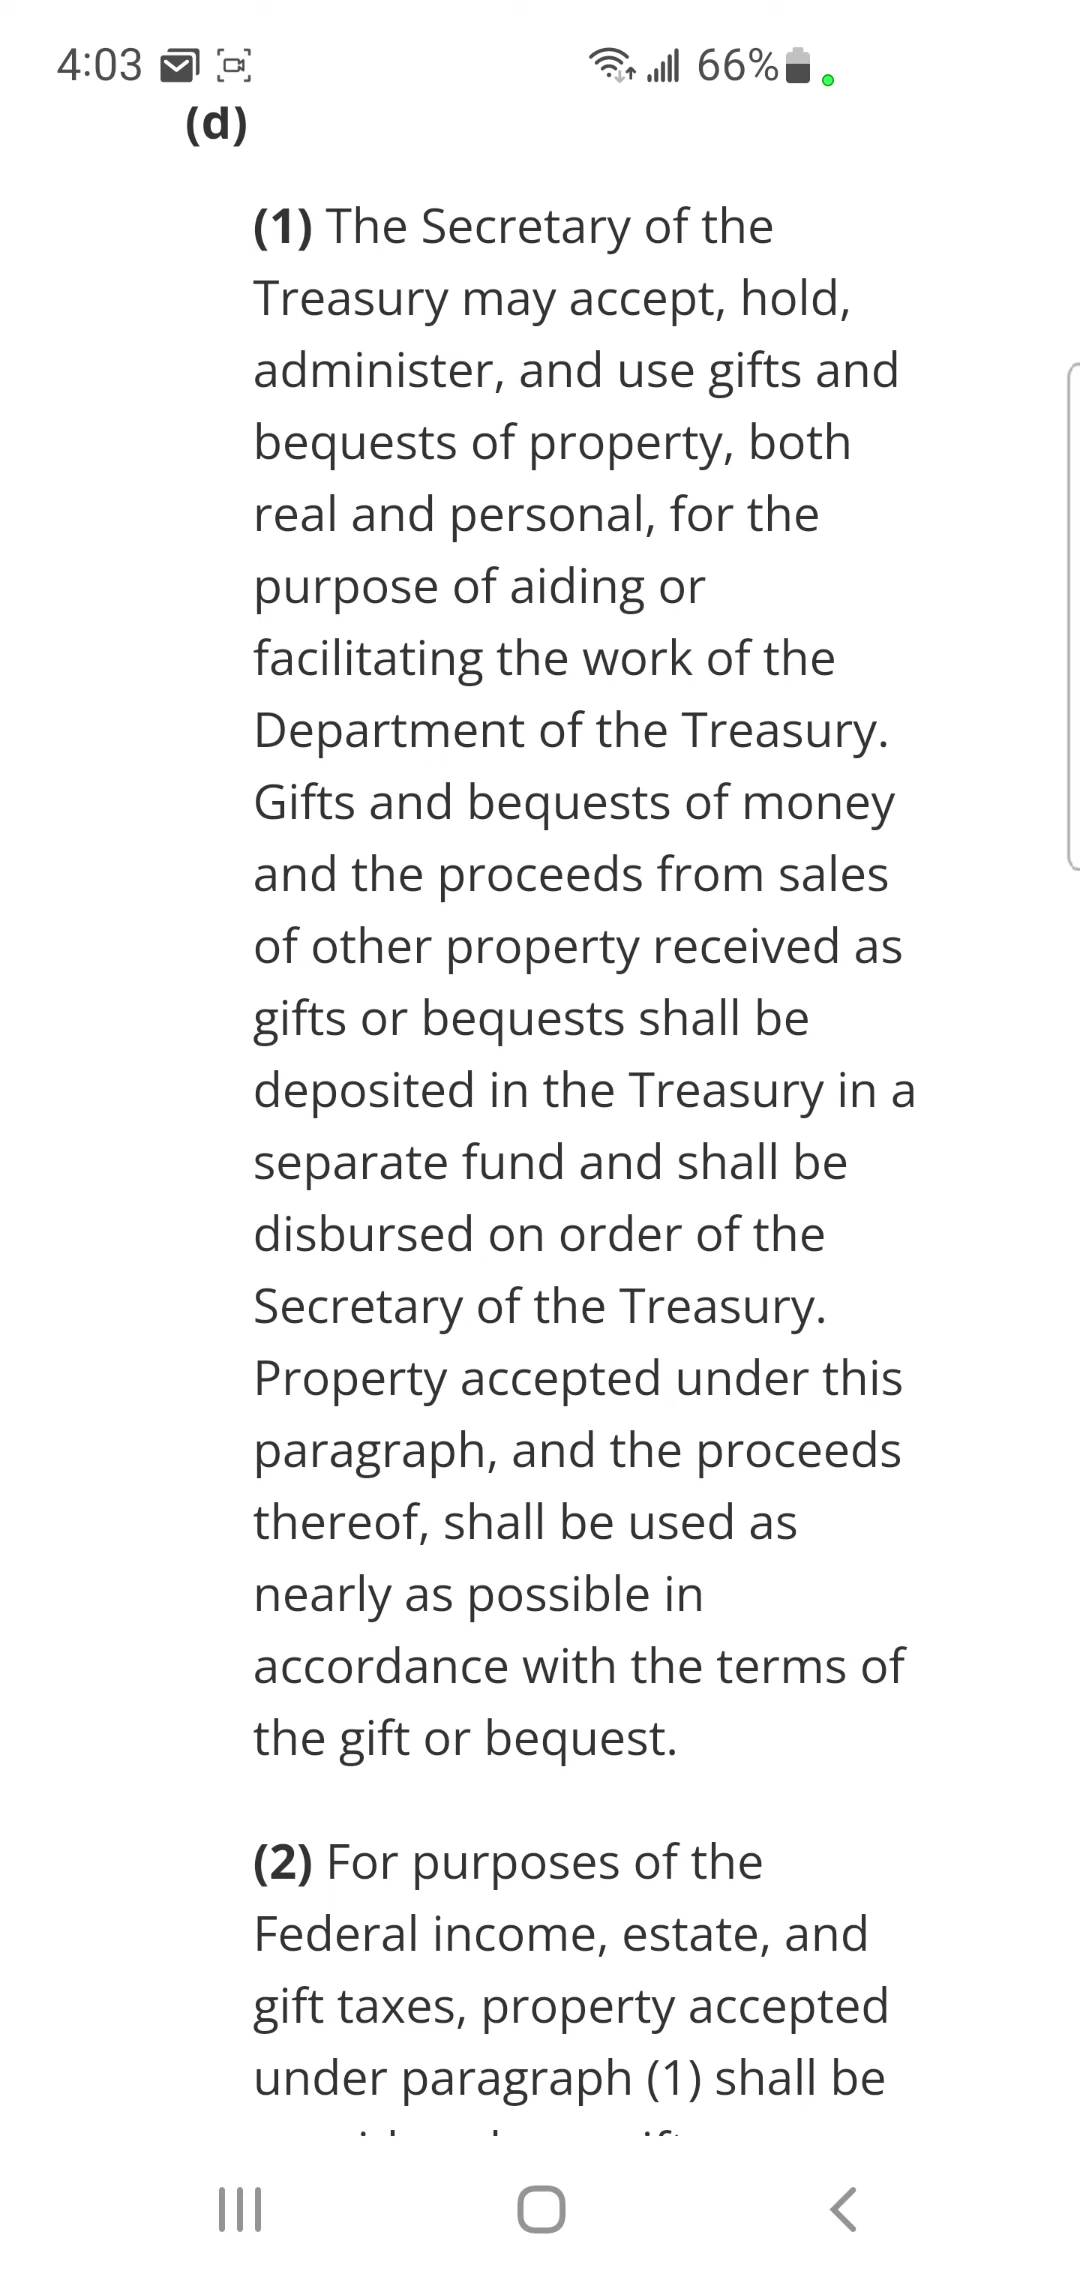 4:03
66%
(d)
(1) The Secretary of the
Treasury may accept, hold,
administer, and use gifts and
bequests of property, both
real and personal, for the
purpose of aiding or
facilitating the work of the
Department of the Treasury.
Gifts and bequests of money
and the proceeds from sales
of other property received as
gifts or bequests shall be
deposited in the Treasury in a
separate fund and shall be
disbursed on order of the
Secretary of the Treasury.
Property accepted under this
paragraph, and the proceeds
thereof, shall be used as
nearly as possible in
accordance with the terms of
the gift or bequest.
(2) For purposes of the
Federal income, estate, and
gift taxes, property accepted
under paragraph (1) shall be